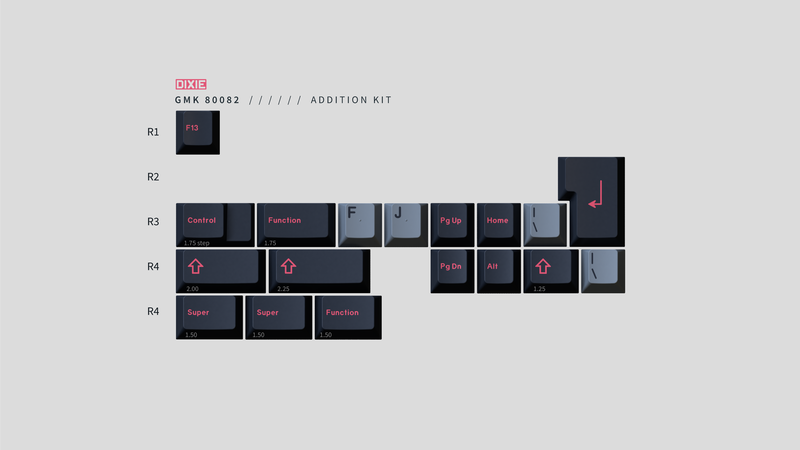 DIXIE
GMK 80082 ////// ADDITION KIT
R1
F13
R2
R3
Control
1.75 step
Function
1.75
F
J
Pg Up
Home
|
\
R4
2.00
2.25
Pg Dn
Alt
1.25
|
\
R4
Super
1.50
Super
1.50
Function
1.50